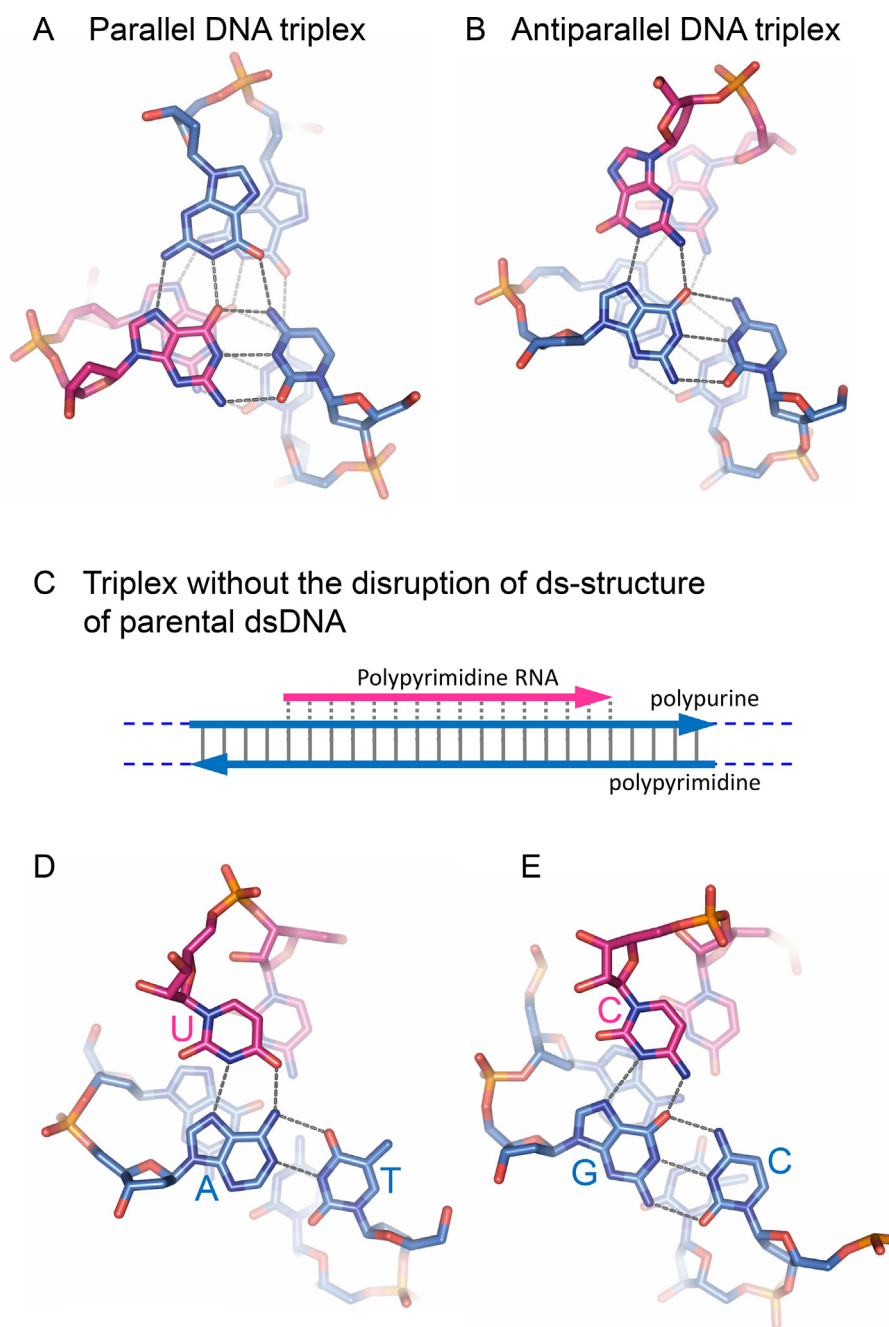 A Parallel DNA triplex
B Antiparallel DNA triplex
C Triplex without the disruption of ds-structure
of parental dsDNA
Polypyrimidine RNA
polypurine
polypyrimidine
D
U
A
T
E
C
G
C